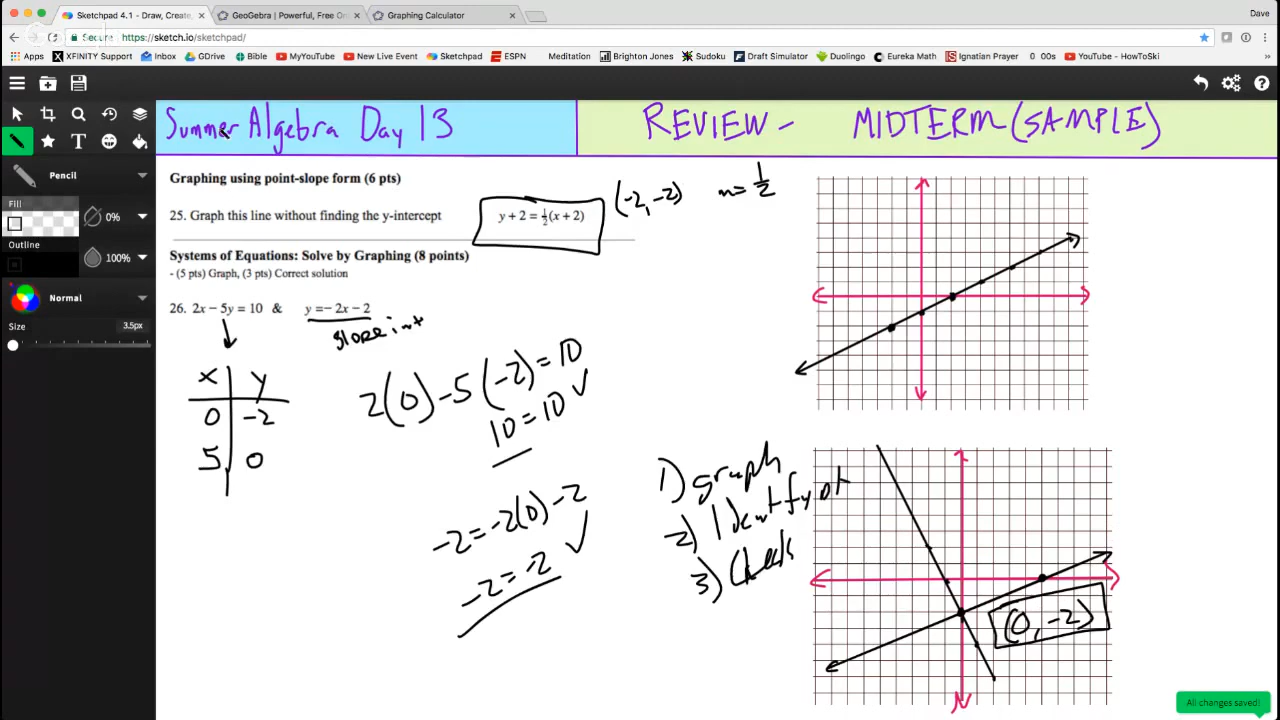 Sketchpad 4.1 - Draw, Create, GeoGebra | Powerful, Free On Graphing Calculator Dave
Secure https://sketch.io/sketchpad/
Apps XFINITY Support Inbox GDrive Bible MyYouTube New Live Event Sketchpad ESPN Meditation Brighton Jones Sudoku Draft Simulator Duolingo Eureka Math Ignatian Prayer 0 00s YouTube - HowToSki
Summer Algebra Day 13 REVIEW - MIDTERM (SAMPLE)
Pencil
Fill
0%
Outline
100%
Normal
Size 3.5px
Graphing using point-slope form (6 pts)
25. Graph this line without finding the y-intercept y + 2 = 1/2(x + 2) (-2, -2) m = 1/2
Systems of Equations: Solve by Graphing (8 points)
- (5 pts) Graph, (3 pts) Correct solution
26. 2x − 5y = 10 & y = − 2x − 2
slope int
x y
0 -2
5 0
2(0) - 5(-2) = 10
10 = 10 ✓
-2 = -2(0) - 2
-2 = -2 ✓
1) graph
2) Identify pt
3) Check
(0, -2)
All changes saved!